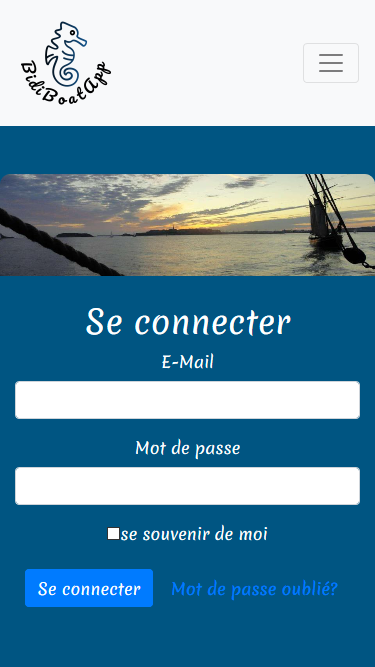 BidiBoatApp
Se connecter
E-Mail
Mot de passe
se souvenir de moi
Se connecter Mot de passe oublié?